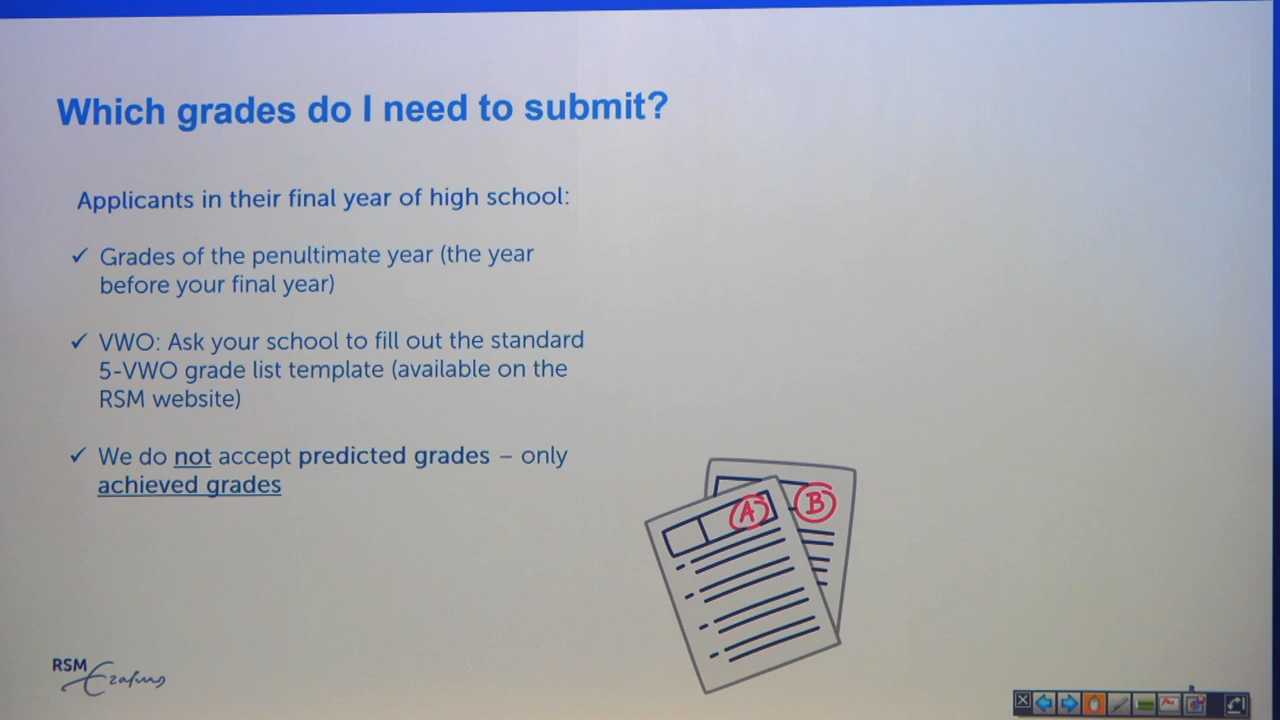 Which grades do I need to submit?
Applicants in their final year of high school:
✓ Grades of the penultimate year (the year
before your final year)
✓ VWO: Ask your school to fill out the standard
5-VWO grade list template (available on the
RSM website)
✓ We do not accept predicted grades – only
achieved grades
A
B
RSM
Erasmus